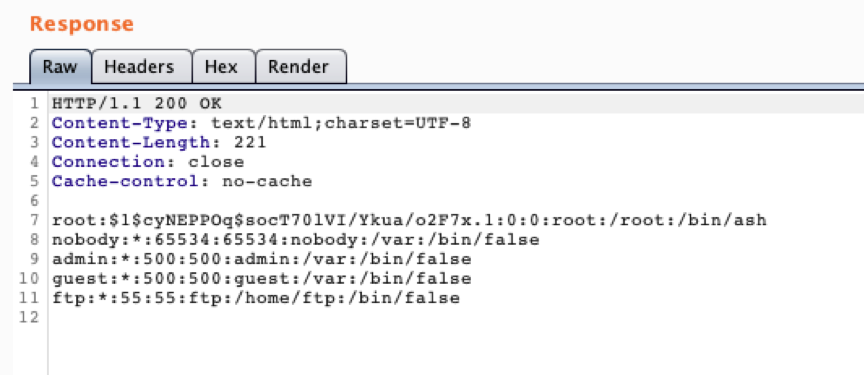 Response
Raw Headers Hex Render
1 HTTP/1.1 200 OK
2 Content-Type: text/html;charset=UTF-8
3 Content-Length: 221
4 Connection: close
5 Cache-control: no-cache
6
7 root:$1$cyNEPPOq$socT70lVI/Ykua/o2F7x.1:0:0:root:/root:/bin/ash
8 nobody:*:65534:65534:nobody:/var:/bin/false
9 admin:*:500:500:admin:/var:/bin/false
10 guest:*:500:500:guest:/var:/bin/false
11 ftp:*:55:55:ftp:/home/ftp:/bin/false
12